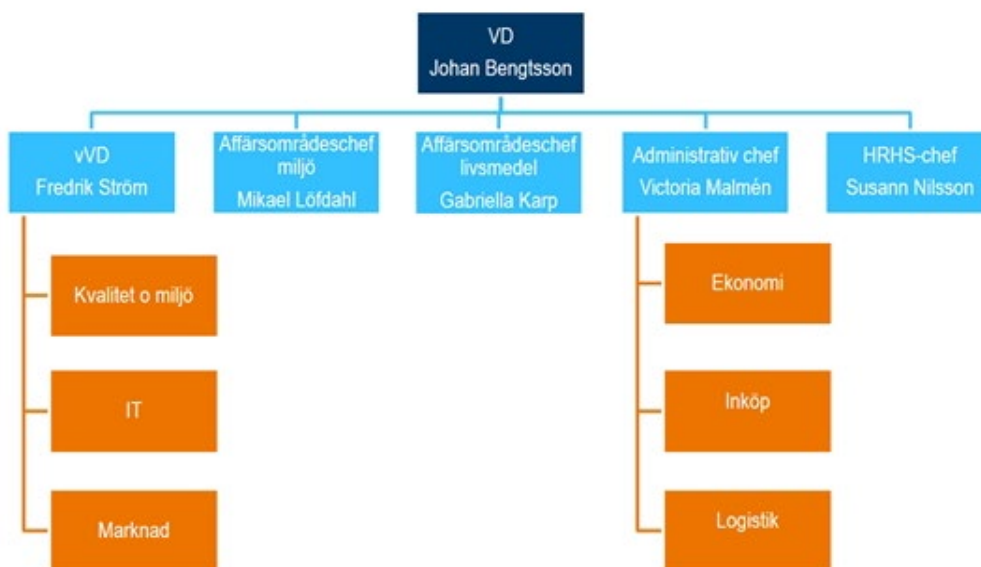 VD
Johan Bengtsson
vVD
Fredrik Ström
Affärsområdeschef
miljö
Mikael Löfdahl
Affärsområdeschef
livsmedel
Gabriella Karp
Administrativ chef
Victoria Malmén
HRHS-chef
Susann Nilsson
Kvalitet o miljö
IT
Marknad
Ekonomi
Inköp
Logistik